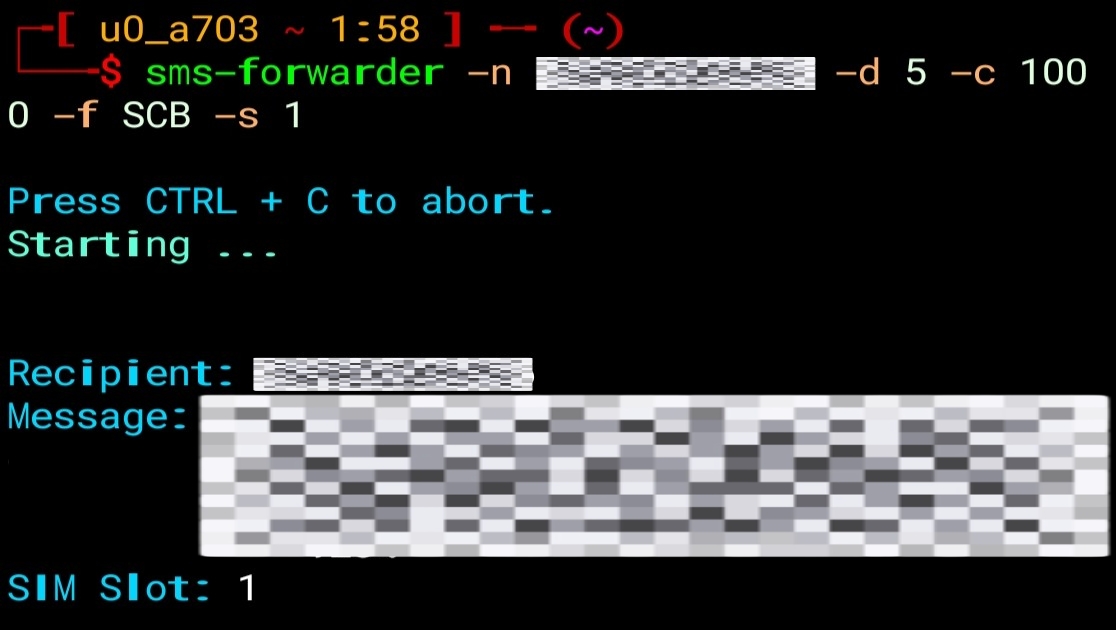 [ u0_a703 ~ 1:58 ] — (~)
$ sms-forwarder -n -d 5 -c 100
0 -f SCB -s 1
Press CTRL + C to abort.
Starting ...
Recipient:
Message:
SIM Slot: 1